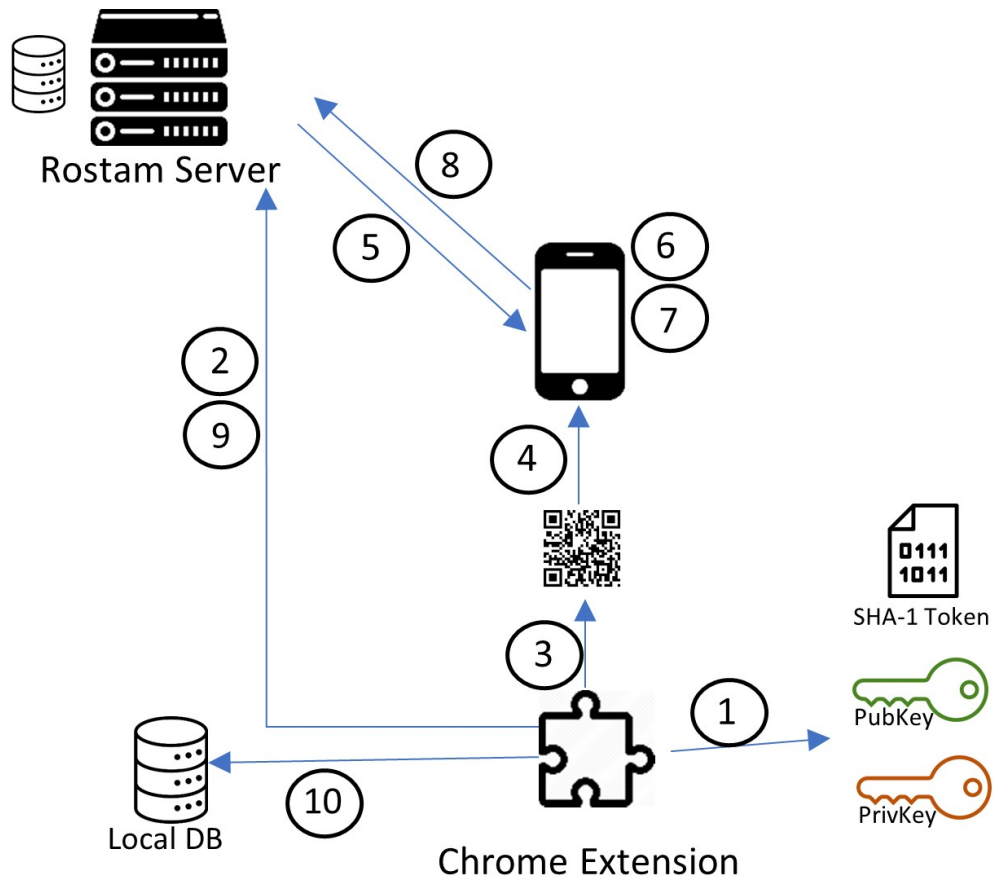 Rostam Server
8
5
6
7
2
9
4
0111
1011
SHA-1 Token
3
1
PubKey
PrivKey
10
Local DB
Chrome Extension